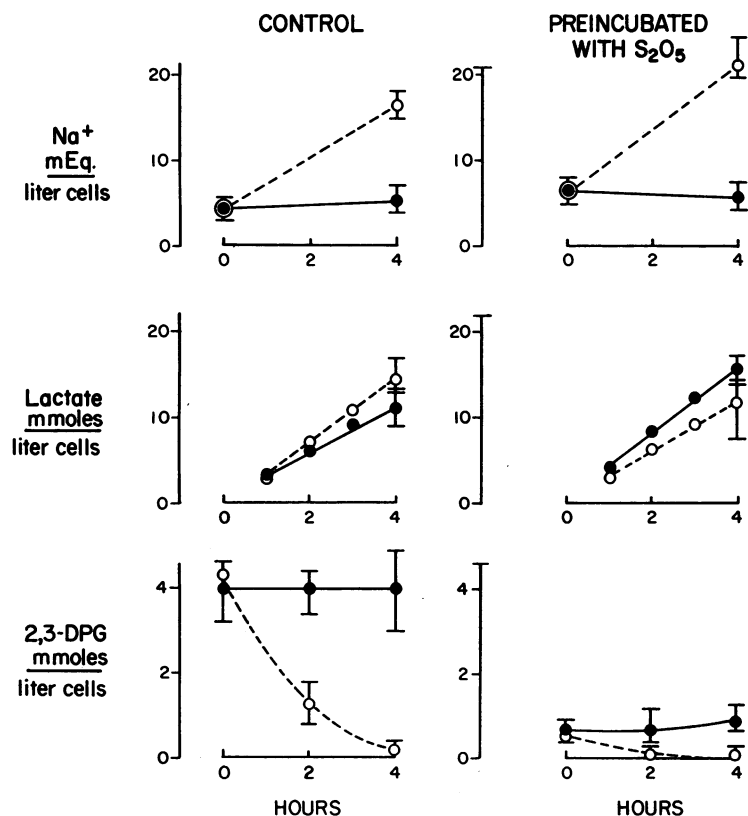 CONTROL
PREINCUBATED
WITH S₂O₅
Na⁺
mEq.
liter cells
20
10
0
0 2 4
20
10
0
0 2 4
Lactate
mmoles
liter cells
20
10
0
0 2 4
20
10
0
0 2 4
2,3-DPG
mmoles
liter cells
4
2
0
0 2 4
HOURS
4
2
0
0 2 4
HOURS